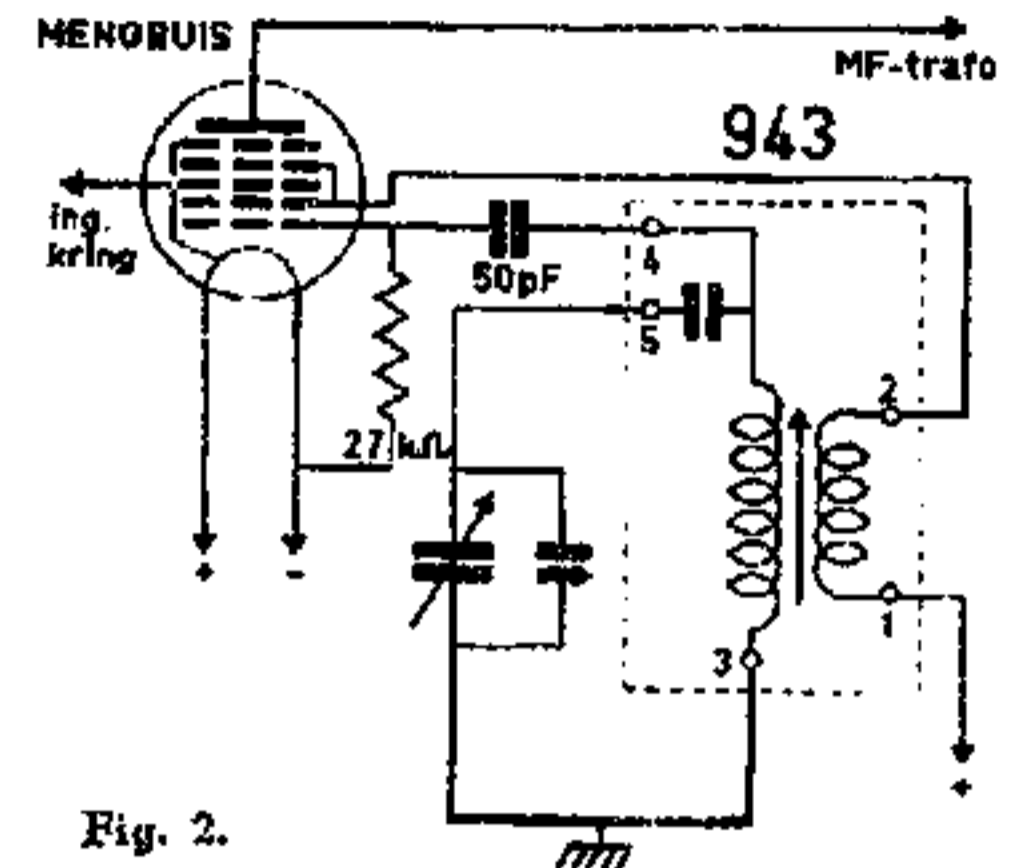 MENGBUIS
MF-trafo
943
ing.
kring
50pF
4
5
2
27 kΩ
+
-
3
1
+
Fig. 2.